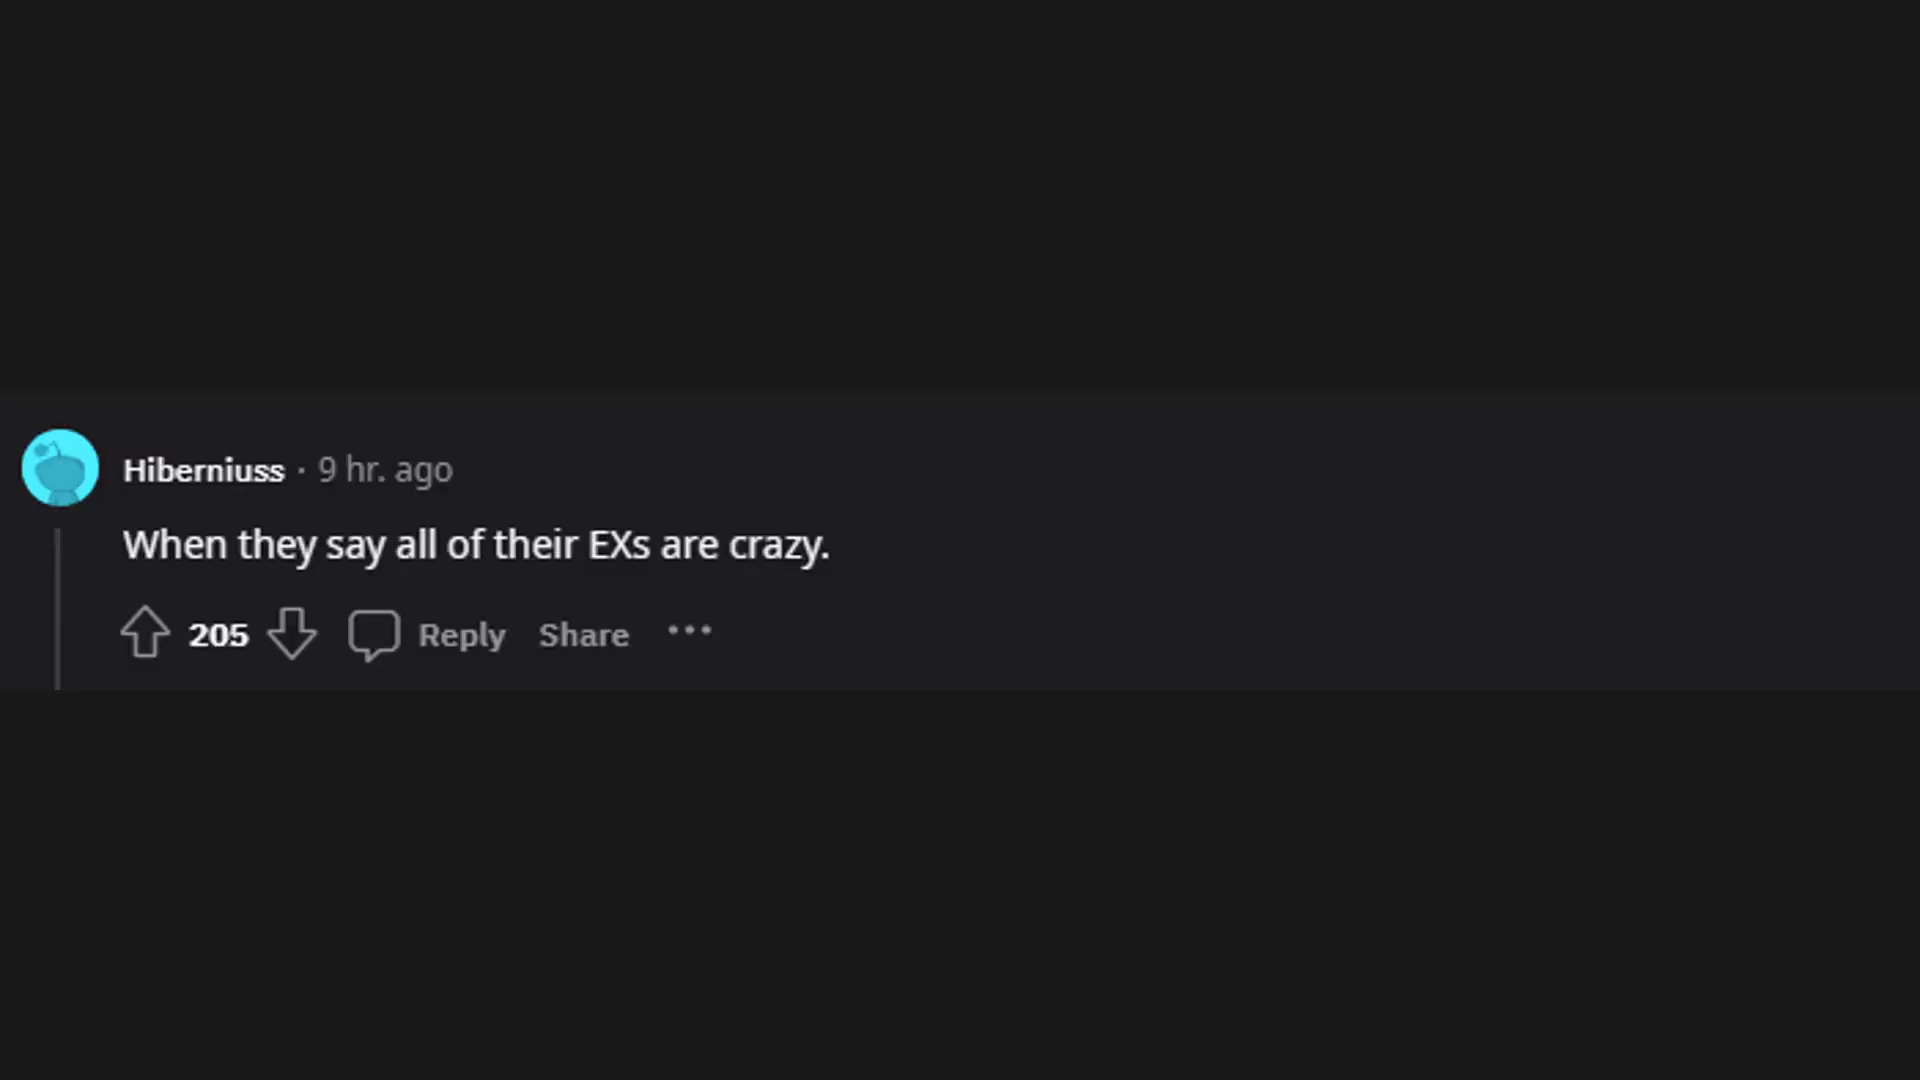 Hiberniuss · 9 hr. ago
When they say all of their EXs are crazy.
205 Reply Share ...